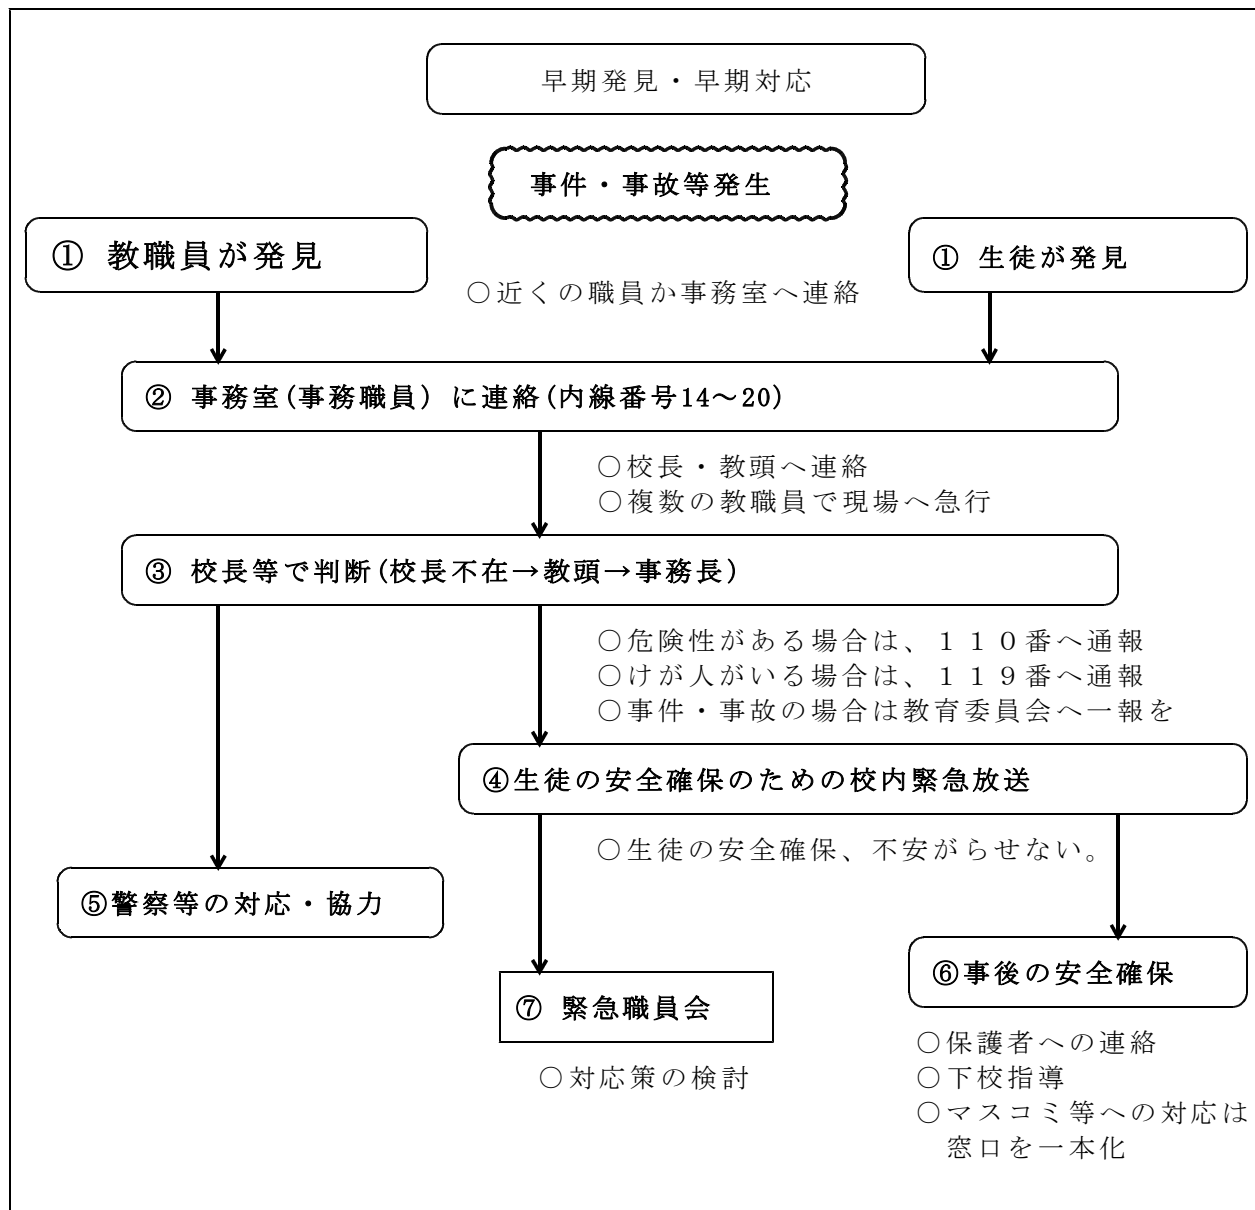 早期発見・早期対応
事件・事故等発生
① 教職員が発見
① 生徒が発見
○近くの職員か事務室へ連絡
② 事務室(事務職員) に連絡(内線番号14～20)
○校長・教頭へ連絡
○複数の教職員で現場へ急行
③ 校長等で判断(校長不在→教頭→事務長)
○危険性がある場合は、１１０番へ通報
○けが人がいる場合は、１１９番へ通報
○事件・事故の場合は教育委員会へ一報を
④生徒の安全確保のための校内緊急放送
○生徒の安全確保、不安がらせない。
⑤警察等の対応・協力
⑥事後の安全確保
⑦ 緊急職員会
○保護者への連絡
○対応策の検討
○下校指導
○マスコミ等への対応は
窓口を一本化